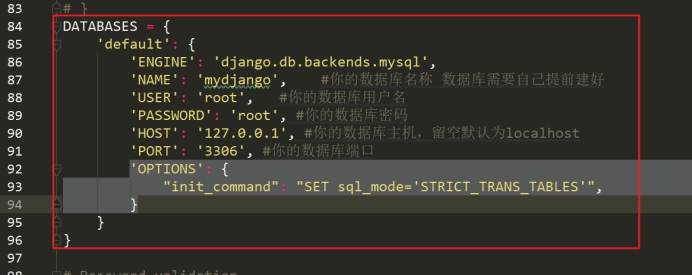 83 # }
84 DATABASES = {
85 'default': {
86 'ENGINE': 'django.db.backends.mysql',
87 'NAME': 'mydjango', #你的数据库名称 数据库需要自己提前建好
88 'USER': 'root', #你的数据库用户名
89 'PASSWORD': 'root', #你的数据库密码
90 'HOST': '127.0.0.1', #你的数据库主机，留空默认为localhost
91 'PORT': '3306', #你的数据库端口
92 'OPTIONS': {
93 "init_command": "SET sql_mode='STRICT_TRANS_TABLES'",
94 }
95 }
96 }
97
98 # Password validation